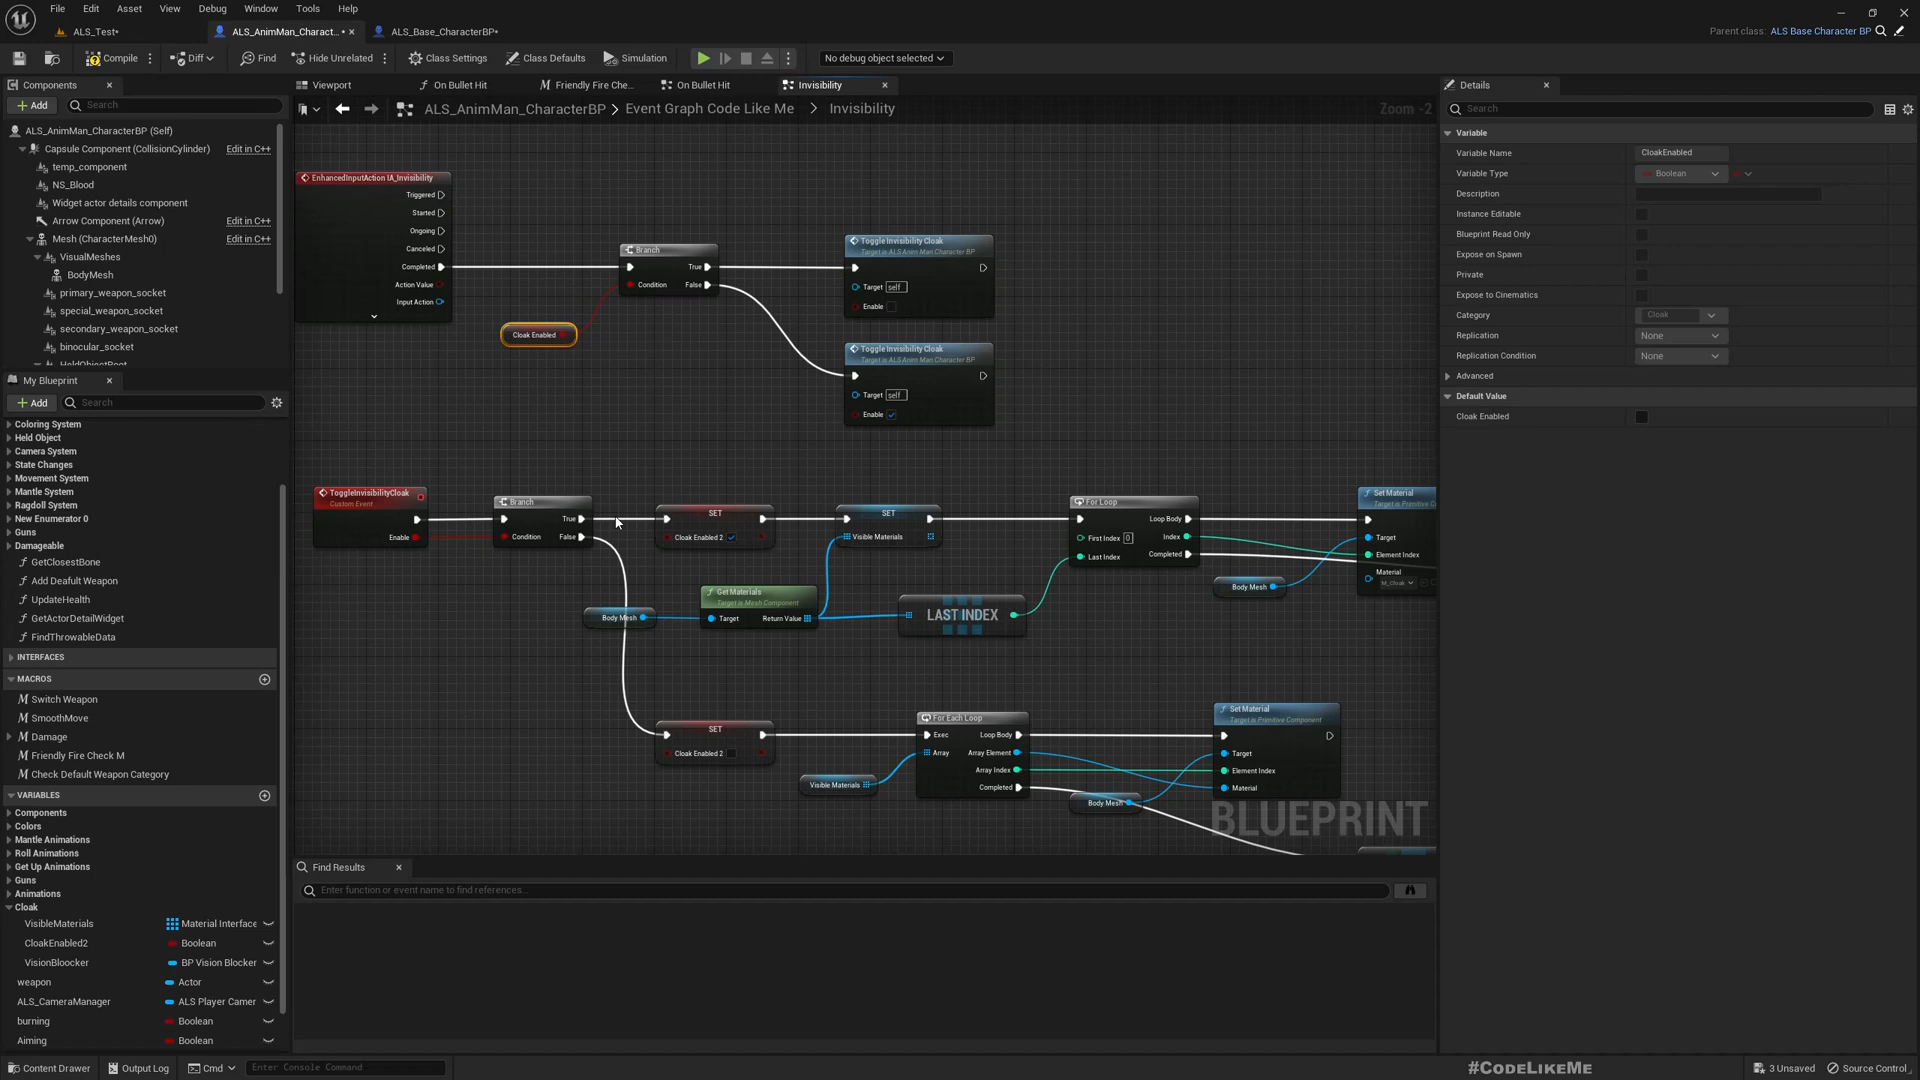 File Edit Asset View Debug Window Tools Help
ALS_Test* ALS_AnimMan_Charact... • ALS_Base_CharacterBP*
Parent class: ALS Base Character BP
Compile Diff Find Hide Unrelated Class Settings Class Defaults Simulation No debug object selected
Components
Add Search
ALS_AnimMan_CharacterBP (Self)
Capsule Component (CollisionCylinder) Edit in C++
temp_component
NS_Blood
Widget actor details component
Arrow Component (Arrow) Edit in C++
Mesh (CharacterMesh0) Edit in C++
VisualMeshes
BodyMesh
primary_weapon_socket
special_weapon_socket
secondary_weapon_socket
binocular_socket
HeldObjectRoot
My Blueprint
Add Search
Coloring System
Held Object
Camera System
State Changes
Movement System
Mantle System
Ragdoll System
New Enumerator 0
Guns
Damageable
GetClosestBone
Add Deafult Weapon
UpdateHealth
GetActorDetailWidget
FindThrowableData
INTERFACES
MACROS
Switch Weapon
SmoothMove
Damage
Friendly Fire Check M
Check Default Weapon Category
VARIABLES
Components
Colors
Mantle Animations
Roll Animations
Get Up Animations
Guns
Animations
Cloak
VisibleMaterials Material Interface
CloakEnabled2 Boolean
VisionBloocker BP Vision Blocker
weapon Actor
ALS_CameraManager ALS Player Camer
burning Boolean
Aiming Boolean
Viewport On Bullet Hit Friendly Fire Che... On Bullet Hit Invisibility
ALS_AnimMan_CharacterBP > Event Graph Code Like Me > Invisibility Zoom -2
EnhancedInputAction IA_Invisibility
Triggered
Started
Ongoing
Canceled
Completed
Action Value
Input Action
Cloak Enabled
Branch
True
Condition False
Toggle Invisibility Cloak
Target is ALS Anim Man Character BP
Target self
Enable
Toggle Invisibility Cloak
Target is ALS Anim Man Character BP
Target self
Enable
ToggleInvisibilityCloak
Custom Event
Enable
Branch
True
Condition False
SET
Cloak Enabled 2
SET
Visible Materials
Body Mesh
Get Materials
Target is Mesh Component
Target Return Value
LAST INDEX
For Loop
Loop Body
First Index 0 Index
Last Index Completed
Body Mesh
Set Material
Target is Primitive C
Target
Element Index
Material
M_Cloak
SET
Cloak Enabled 2
Visible Materials
For Each Loop
Exec Loop Body
Array Array Element
Array Index
Completed
Body Mesh
Set Material
Target is Primitive Component
Target
Element Index
Material
BLUEPRINT
Find Results
Enter function or event name to find references...
Details
Search
Variable
Variable Name CloakEnabled
Variable Type Boolean
Description
Instance Editable
Blueprint Read Only
Expose on Spawn
Private
Expose to Cinematics
Category Cloak
Replication None
Replication Condition None
Advanced
Default Value
Cloak Enabled
Content Drawer Output Log Cmd Enter Console Command #CodeLikeMe 3 Unsaved Source Control